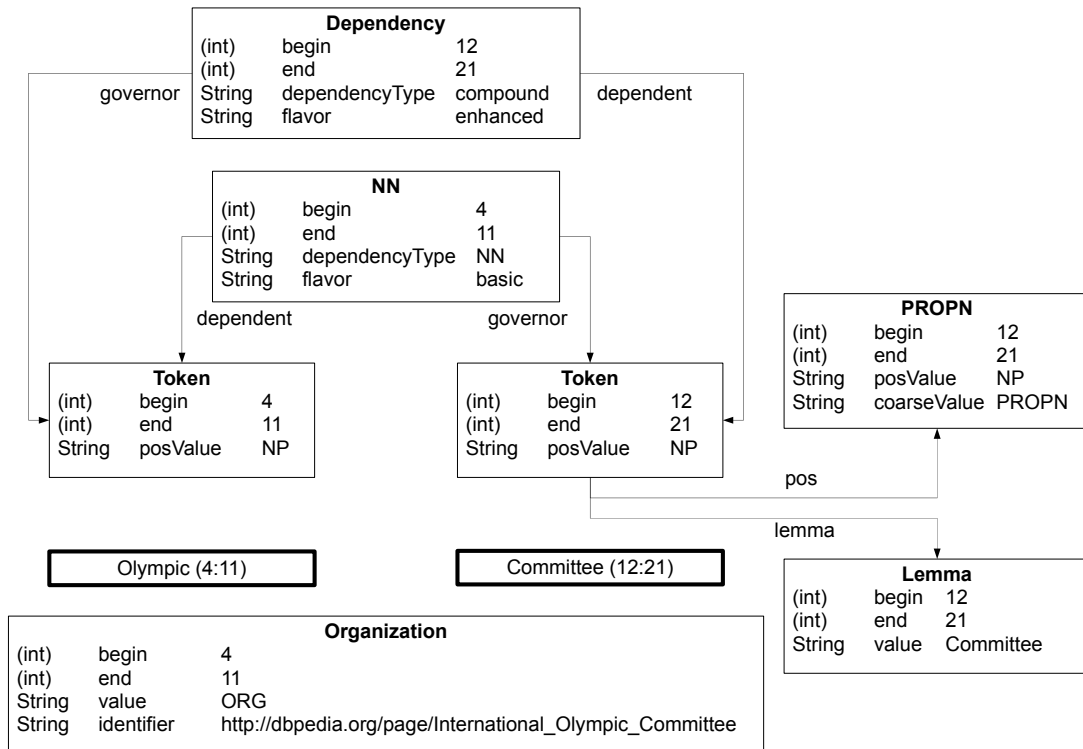 Dependency
(int) begin 12
(int) end 21
String dependencyType compound
String flavor enhanced
governor
dependent
NN
(int) begin 4
(int) end 11
String dependencyType NN
String flavor basic
dependent
governor
PROPN
(int) begin 12
(int) end 21
String posValue NP
String coarseValue PROPN
Token
(int) begin 4
(int) end 11
String posValue NP
Token
(int) begin 12
(int) end 21
String posValue NP
pos
lemma
Olympic (4:11)
Committee (12:21)
Lemma
(int) begin 12
(int) end 21
String value Committee
Organization
(int) begin 4
(int) end 11
String value ORG
String identifier http://dbpedia.org/page/International_Olympic_Committee